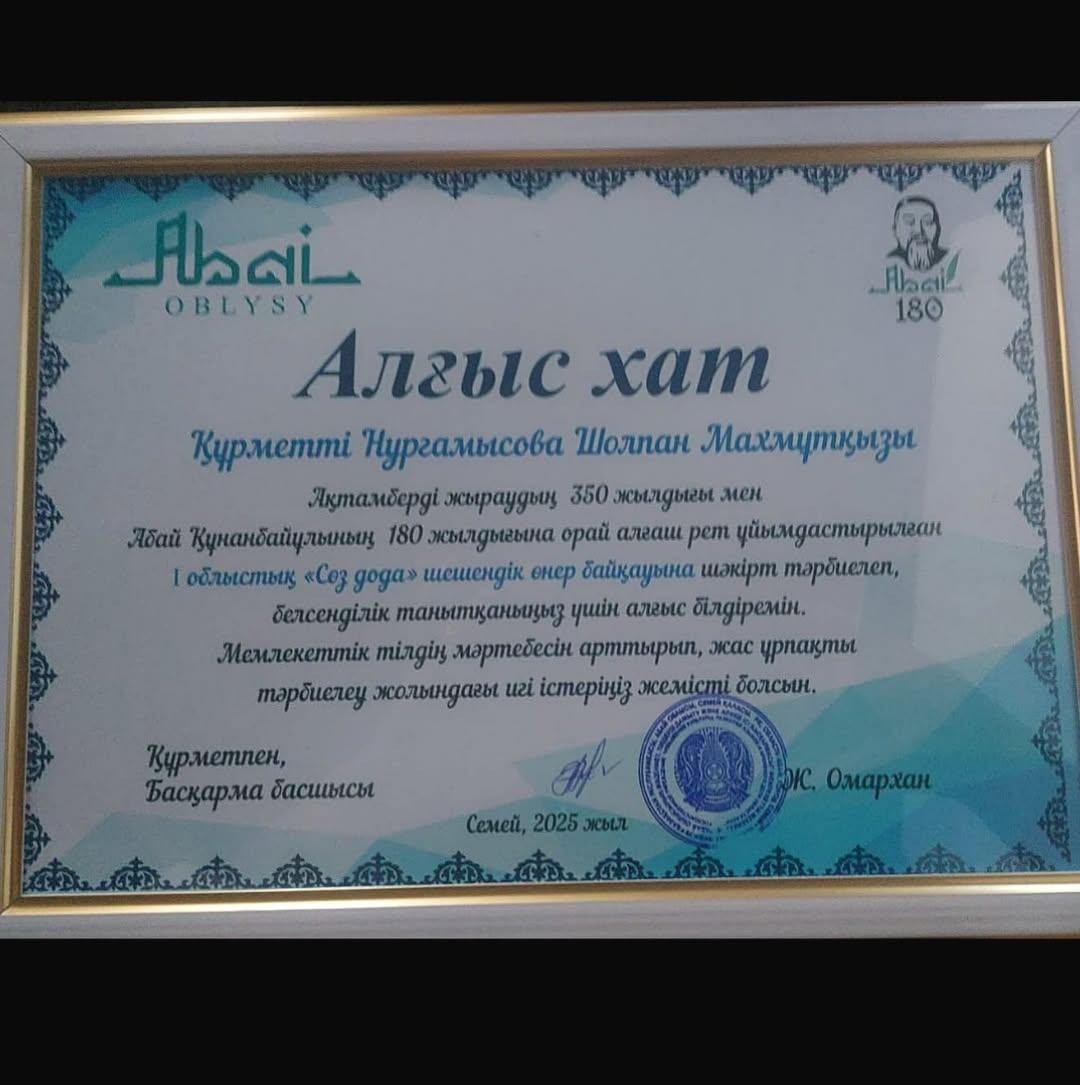 Abai
OBLYSY
Abai
180
Алғыс хат
Құрметті Нургамысова Шолпан Махмұтқызы
Ақтамберді жыраудың 350 жылдығы мен
Абай Құнанбайұлының 180 жылдығына орай алғаш рет ұйымдастырылған
I облыстық «Сөз дода» шешендік өнер байқауына шәкірт тәрбиелеп,
белсенділік танытқаныңыз үшін алғыс білдіремін.
Мемлекеттік тілдің мәртебесін арттырып, жас ұрпақты
тәрбиелеу жолындағы игі істеріңіз жемісті болсын.
Құрметпен,
Басқарма басшысы
Ж. Омархан
Семей, 2025 жыл